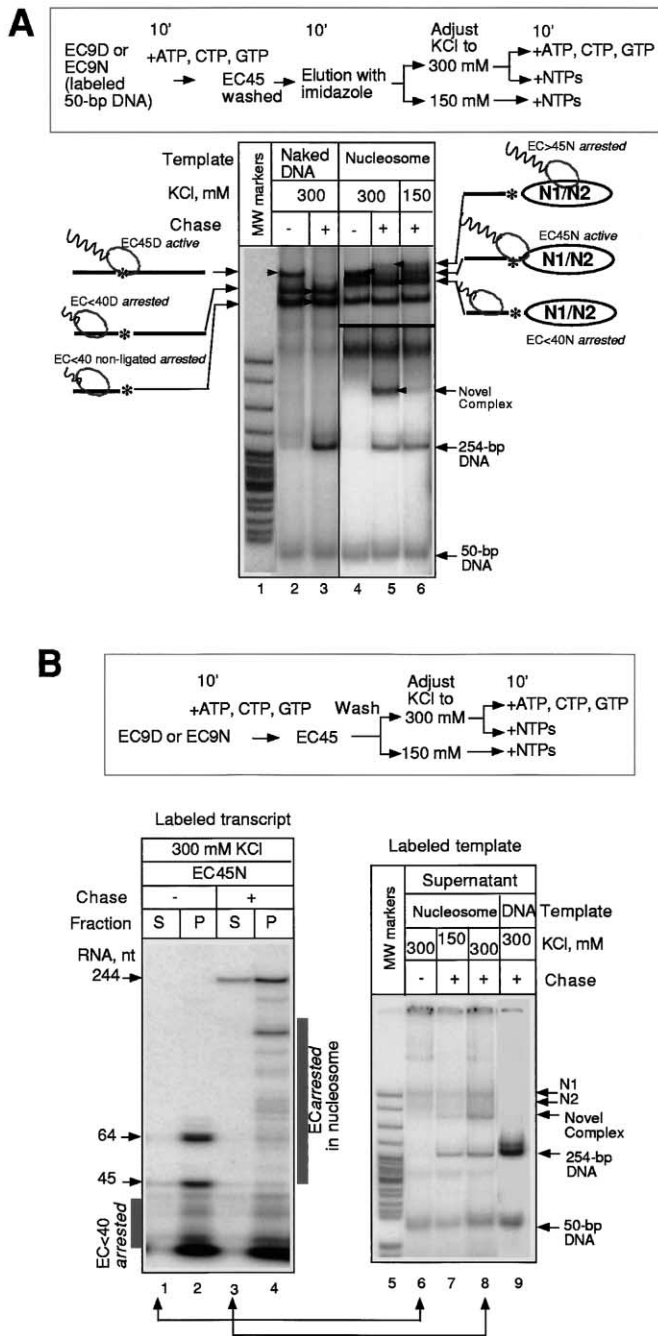 A
10'
10'
Adjust
KCl to
EC9D or
EC9N
(labeled
50-bp DNA)
+ATP, CTP, GTP
EC45
washed
Elution with
imidazole
300 mM
+ATP, CTP, GTP
+NTPs
150 mM
+NTPs
Template
Naked
DNA
Nucleosome
KCl, mM
300
300
150
Chase
-
+
-
+
+
MW markers
EC45D active
EC<40D arrested
EC<40 non-ligated arrested
*
*
*
EC>45N arrested
* N1/N2
EC45N active
* N1/N2
* N1/N2
EC<40N arrested
Novel
Complex
254-bp
DNA
50-bp
DNA
1 2 3 4 5 6
B
10'
Adjust
KCl to
10'
+ATP, CTP, GTP
Wash
EC9D or EC9N
EC45
300 mM
+ATP, CTP, GTP
+NTPs
150 mM
+NTPs
Labeled transcript
300 mM KCl
EC45N
Chase
-
+
Fraction
S P S P
RNA, nt
244
64
45
EC<40
arrested
EC arrested
in nucleosome
1 2 3 4
Labeled template
MW markers
Supernatant
Nucleosome
DNA
Template
300
150
300
300
KCl, mM
-
+
+
+
Chase
N1
N2
Novel
Complex
254-bp
DNA
50-bp
DNA
5 6 7 8 9